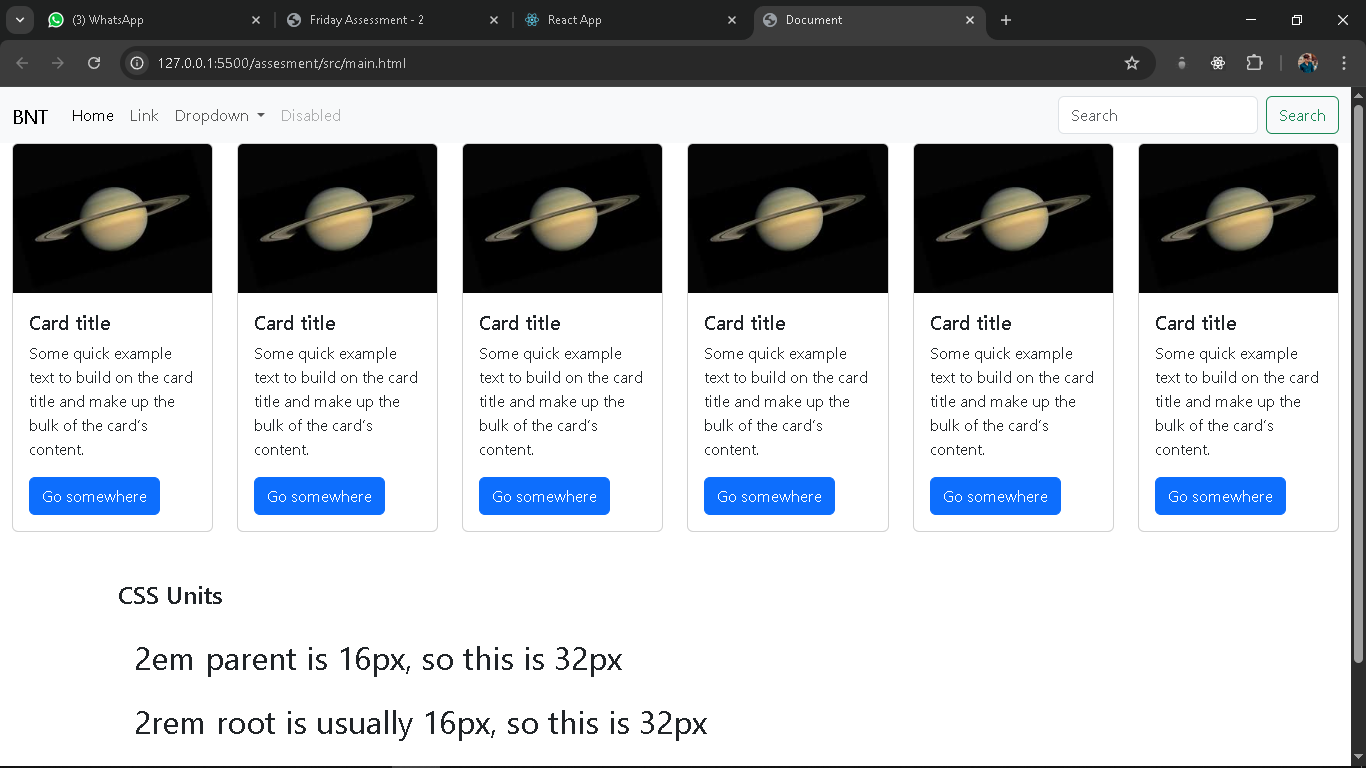 (3) WhatsApp
Friday Assessment - 2
React App
Document
127.0.0.1:5500/assesment/src/main.html
BNT Home Link Dropdown Disabled Search Search
Card title
Some quick example
text to build on the card
title and make up the
bulk of the card's
content.
Go somewhere
Card title
Some quick example
text to build on the card
title and make up the
bulk of the card's
content.
Go somewhere
Card title
Some quick example
text to build on the card
title and make up the
bulk of the card's
content.
Go somewhere
Card title
Some quick example
text to build on the card
title and make up the
bulk of the card's
content.
Go somewhere
Card title
Some quick example
text to build on the card
title and make up the
bulk of the card's
content.
Go somewhere
Card title
Some quick example
text to build on the card
title and make up the
bulk of the card's
content.
Go somewhere
CSS Units
2em parent is 16px, so this is 32px
2rem root is usually 16px, so this is 32px